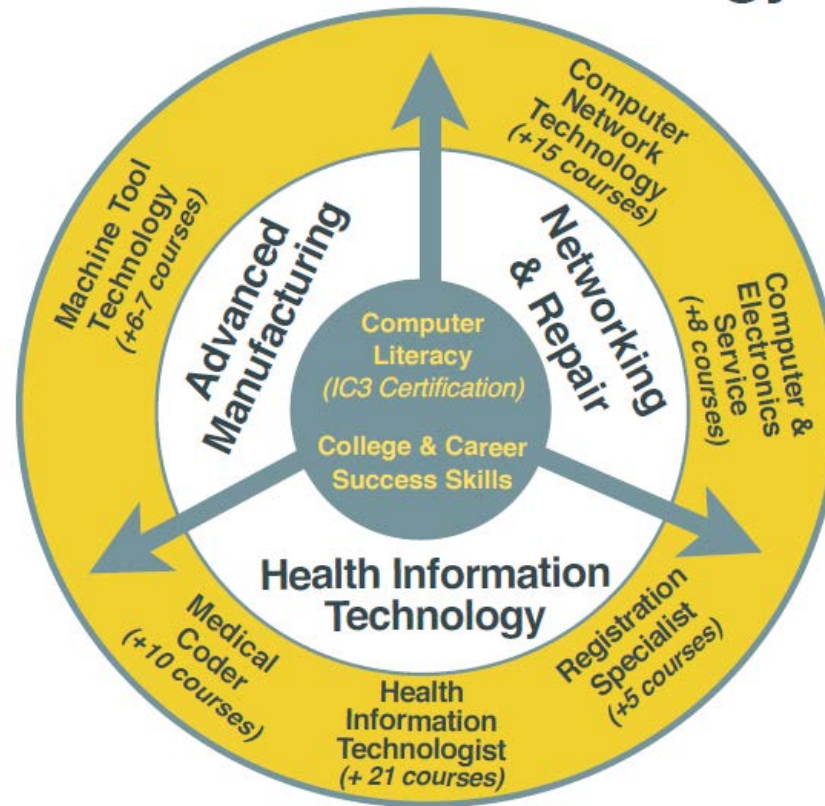 Computer
Network
Technology
(+15 courses)
Machine Tool
Technology
(+6-7 courses)
Advanced
Manufacturing
Networking
& Repair
Computer &
Electronics
Service
(+8 courses)
Computer
Literacy
(IC3 Certification)
College & Career
Success Skills
Health Information
Technology
Medical
Coder
(+10 courses)
Health
Information
Technologist
(+ 21 courses)
Registration
Specialist
(+5 courses)